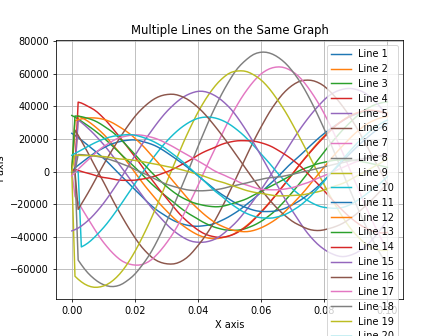 Multiple Lines on the Same Graph
80000
60000
40000
20000
0
−20000
−40000
−60000
0.00
0.02
0.04
0.06
X axis
Line 1
Line 2
Line 3
Line 4
Line 5
Line 6
Line 7
Line 8
Line 9
Line 10
Line 11
Line 12
Line 13
Line 14
Line 15
Line 16
Line 17
Line 18
Line 19
Line 20